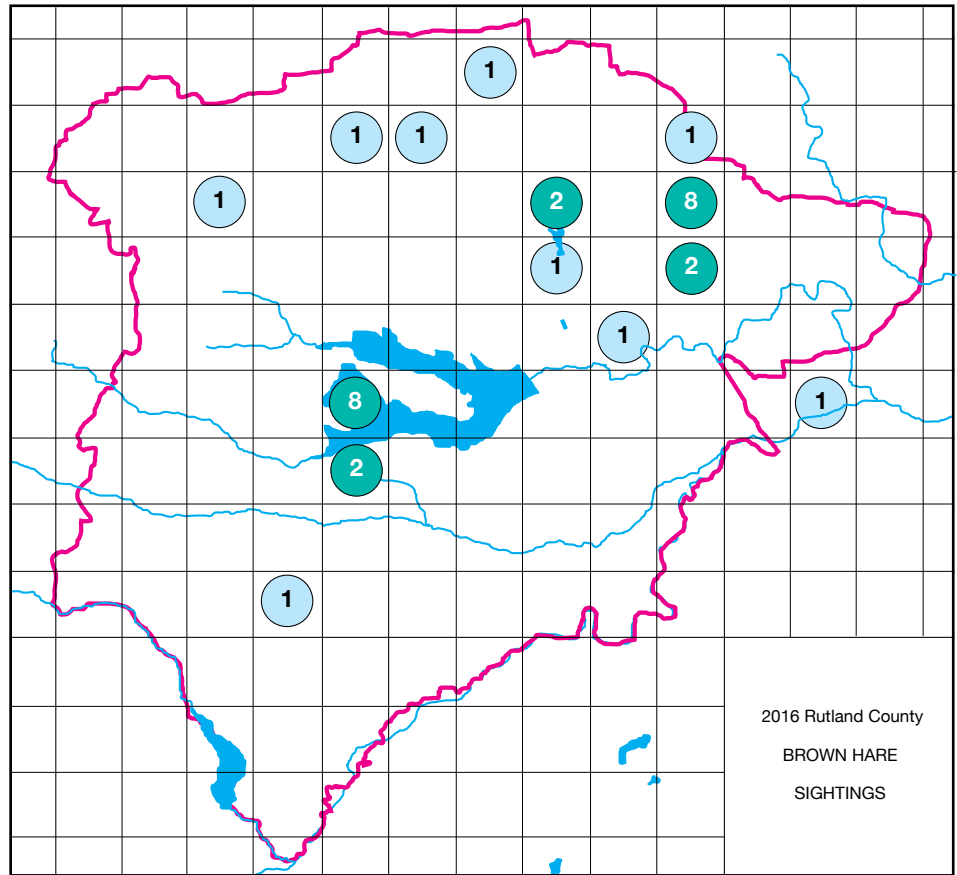 1
1 1 1
1 2 8
1 2
1
8 1
2
1
2016 Rutland County
BROWN HARE
SIGHTINGS